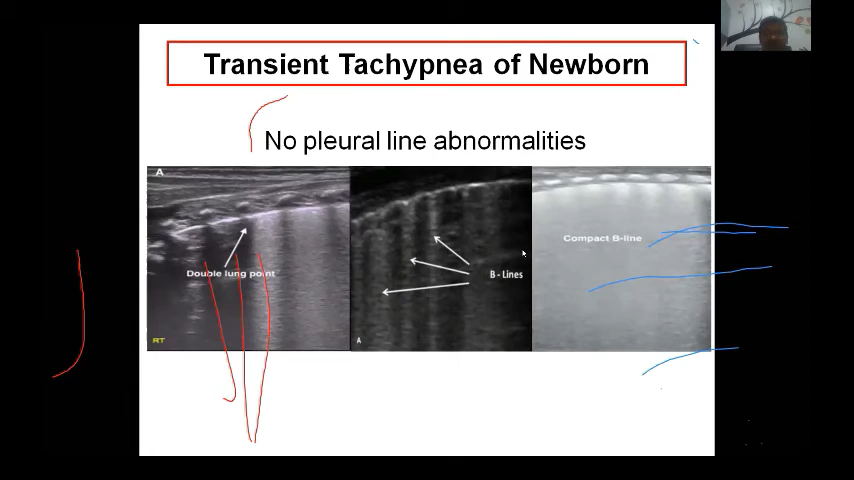 Transient Tachypnea of Newborn
No pleural line abnormalities
A
Double lung point
RT
B - Lines
A
Compact B-line